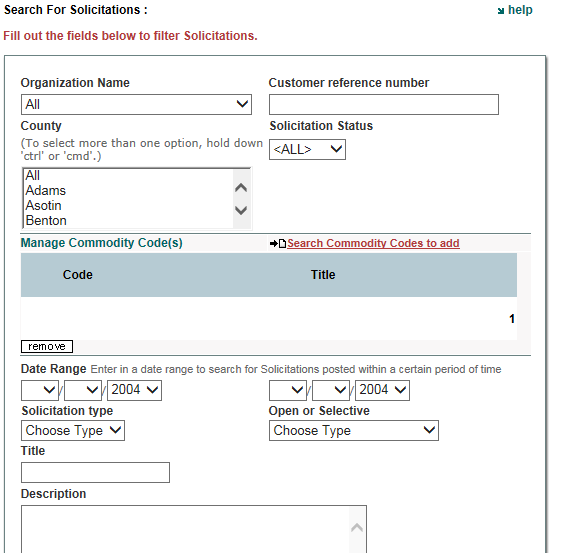 Search For Solicitations : help
Fill out the fields below to filter Solicitations.
Organization Name Customer reference number
All
County Solicitation Status
(To select more than one option, hold down
'ctrl' or 'cmd'.) <ALL>
All
Adams
Asotin
Benton
Manage Commodity Code(s) Search Commodity Codes to add
Code Title
1
remove
Date Range Enter in a date range to search for Solicitations posted within a certain period of time
/ / 2004 / / 2004
Solicitation type Open or Selective
Choose Type Choose Type
Title
Description